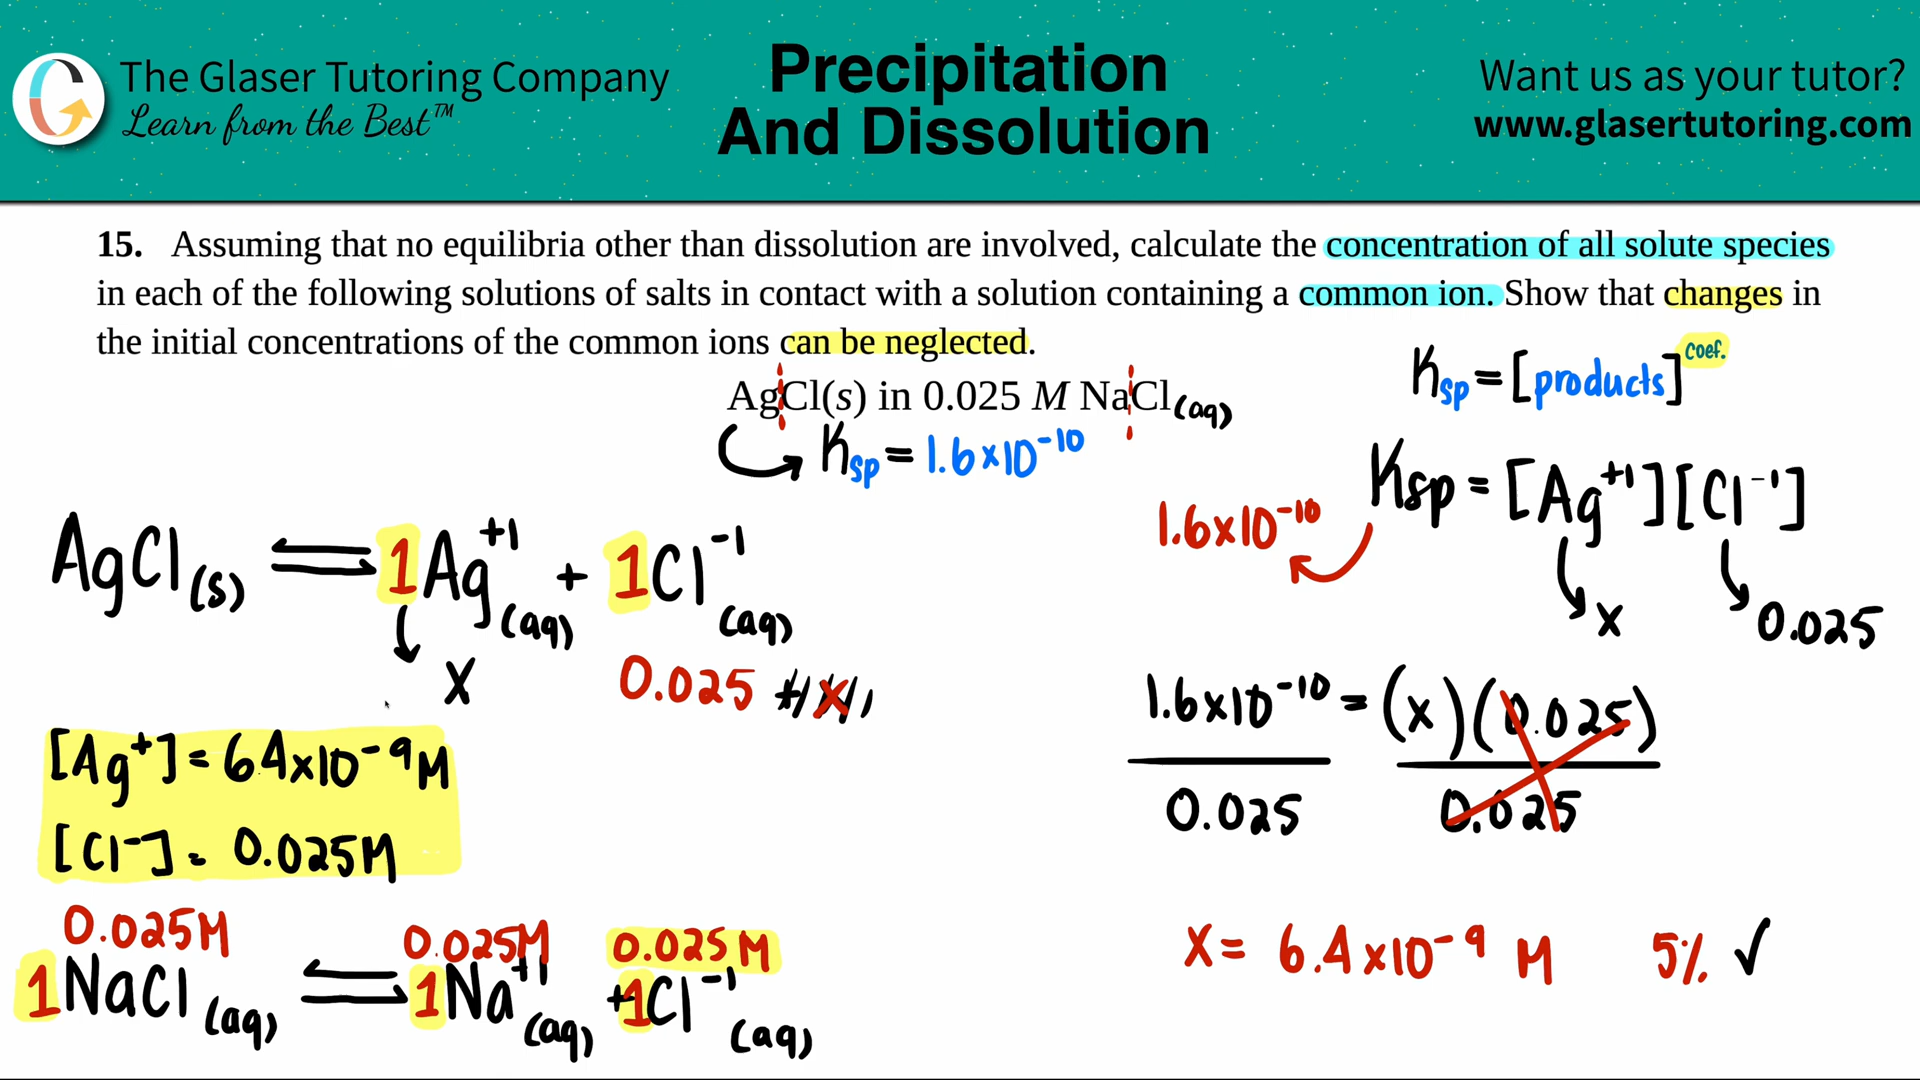 The Glaser Tutoring Company
Learn from the Best™
Precipitation
And Dissolution
Want us as your tutor?
www.glasertutoring.com
15. Assuming that no equilibria other than dissolution are involved, calculate the concentration of all solute species
in each of the following solutions of salts in contact with a solution containing a common ion. Show that changes in
the initial concentrations of the common ions can be neglected.
AgCl(s) in 0.025 M NaCl(aq)
Ksp = 1.6×10⁻¹⁰
Ksp = [products]^coef.
Ksp = [Ag⁺¹][Cl⁻¹]
1.6×10⁻¹⁰
x
0.025
AgCl(s) ⇌ 1Ag⁺¹(aq) + 1Cl⁻¹(aq)
x
0.025 + x
1.6×10⁻¹⁰ = (x)(0.025)
0.025 0.025
[Ag⁺] = 6.4×10⁻⁹ M
[Cl⁻] = 0.025M
x = 6.4×10⁻⁹ M 5% ✓
0.025M 0.025M 0.025M
1NaCl(aq) ⇌ 1Na⁺¹(aq) + 1Cl⁻¹(aq)